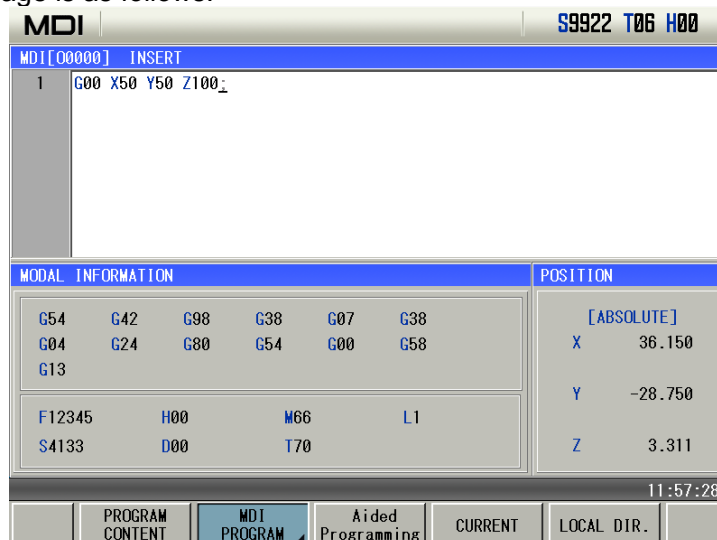 MDI S9922 T06 H00
MDI[O0000] INSERT
1 G00 X50 Y50 Z100;
MODAL INFORMATION POSITION
G54 G42 G98 G38 G07 G38 [ABSOLUTE]
G04 G24 G80 G54 G00 G58 X 36.150
G13
Y -28.750
F12345 H00 M66 L1
S4133 D00 T70 Z 3.311
11:57:28
PROGRAM CONTENT MDI PROGRAM Aided Programming CURRENT LOCAL DIR.